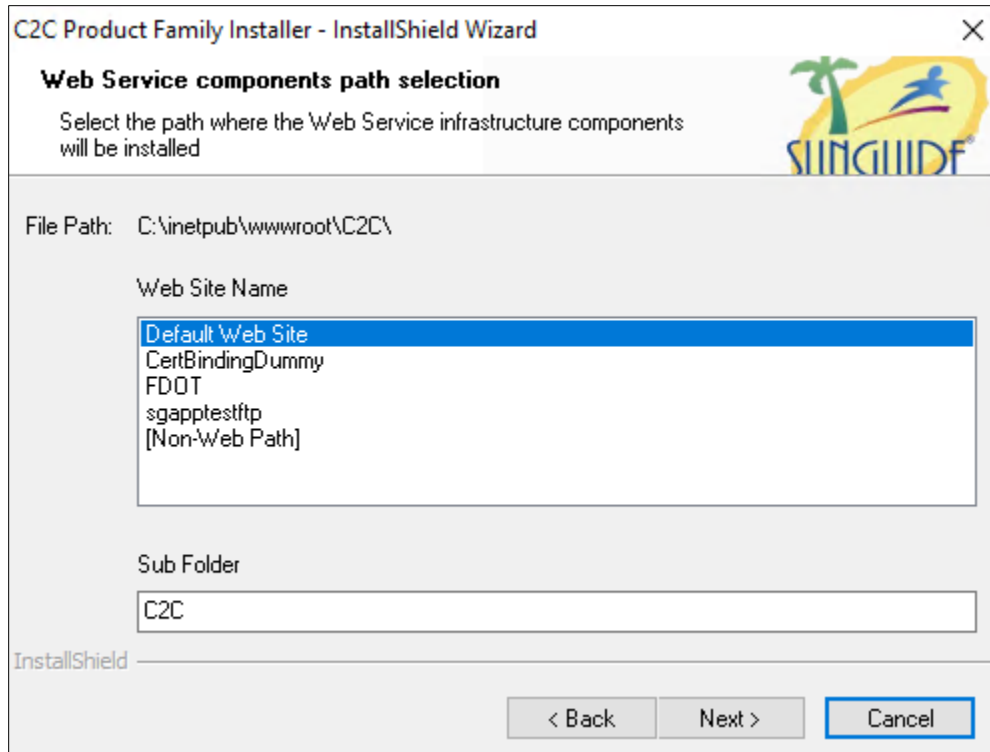 C2C Product Family Installer - InstallShield Wizard
Web Service components path selection
Select the path where the Web Service infrastructure components
will be installed
SUNGUIDE®
File Path: C:\inetpub\wwwroot\C2C\
Web Site Name
Default Web Site
CertBindingDummy
FDOT
sgapptestftp
[Non-Web Path]
Sub Folder
C2C
InstallShield
< Back Next > Cancel